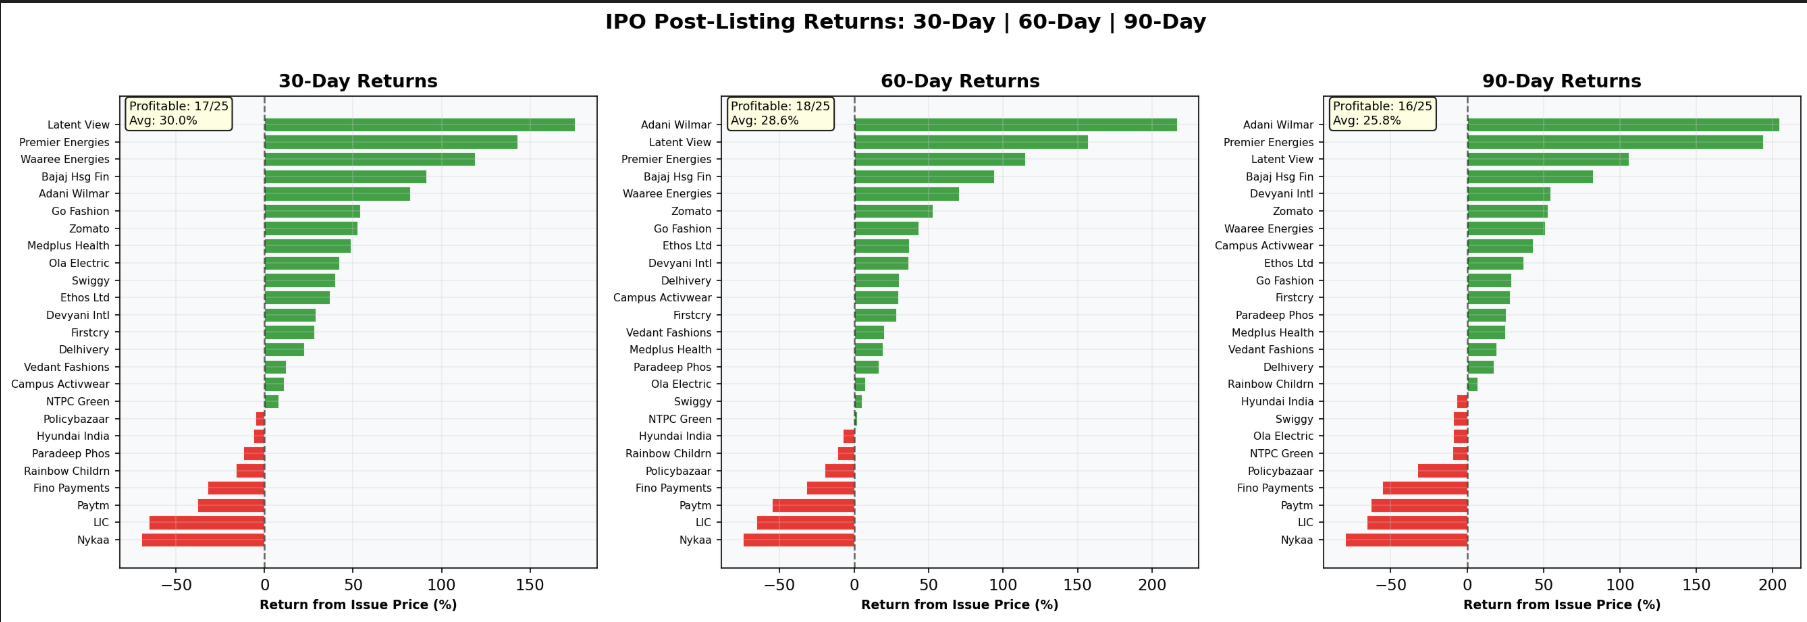 IPO Post-Listing Returns: 30-Day | 60-Day | 90-Day
30-Day Returns
Profitable: 17/25
Avg: 30.0%
Latent View
Premier Energies
Waaree Energies
Bajaj Hsg Fin
Adani Wilmar
Go Fashion
Zomato
Medplus Health
Ola Electric
Swiggy
Ethos Ltd
Devyani Intl
Firstcry
Delhivery
Vedant Fashions
Campus Activwear
NTPC Green
Policybazaar
Hyundai India
Paradeep Phos
Rainbow Childrn
Fino Payments
Paytm
LIC
Nykaa
−50 0 50 100 150
Return from Issue Price (%)
60-Day Returns
Profitable: 18/25
Avg: 28.6%
Adani Wilmar
Latent View
Premier Energies
Bajaj Hsg Fin
Waaree Energies
Zomato
Go Fashion
Ethos Ltd
Devyani Intl
Delhivery
Campus Activwear
Firstcry
Vedant Fashions
Medplus Health
Paradeep Phos
Ola Electric
Swiggy
NTPC Green
Hyundai India
Rainbow Childrn
Policybazaar
Fino Payments
Paytm
LIC
Nykaa
−50 0 50 100 150 200
Return from Issue Price (%)
90-Day Returns
Profitable: 16/25
Avg: 25.8%
Adani Wilmar
Premier Energies
Latent View
Bajaj Hsg Fin
Devyani Intl
Zomato
Waaree Energies
Campus Activwear
Ethos Ltd
Go Fashion
Firstcry
Paradeep Phos
Medplus Health
Vedant Fashions
Delhivery
Rainbow Childrn
Hyundai India
Swiggy
Ola Electric
NTPC Green
Policybazaar
Fino Payments
Paytm
LIC
Nykaa
−50 0 50 100 150 200
Return from Issue Price (%)